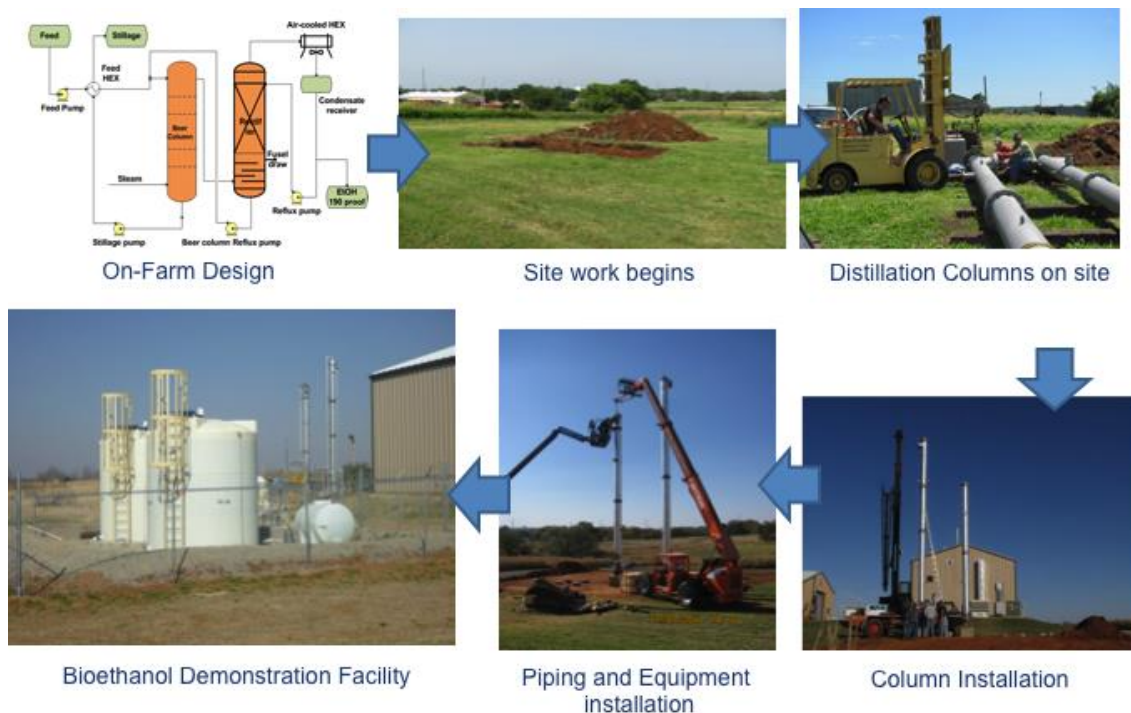 Feed
Stillage
Air-cooled HEX
Feed
HEX
Feed Pump
Condensate
receiver
Beer
Column
Fusel
draw
Steam
EtOH
190 proof
Reflux pump
Stillage pump
Beer column Reflux pump
On-Farm Design
Site work begins
Distillation Columns on site
Bioethanol Demonstration Facility
Piping and Equipment
installation
Column Installation